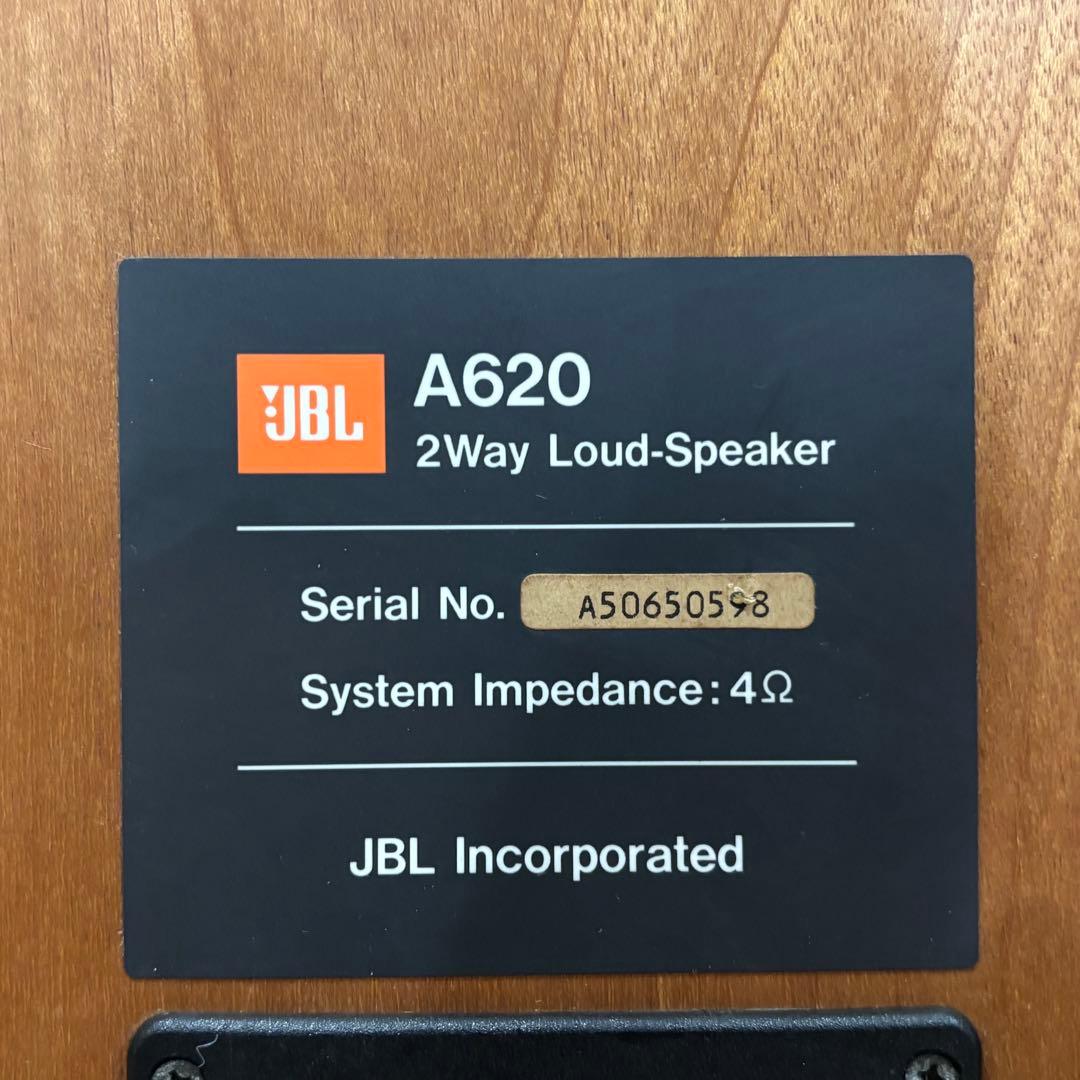 JBL
A620
2Way Loud-Speaker
Serial No. A50650598
System Impedance: 4Ω
JBL Incorporated